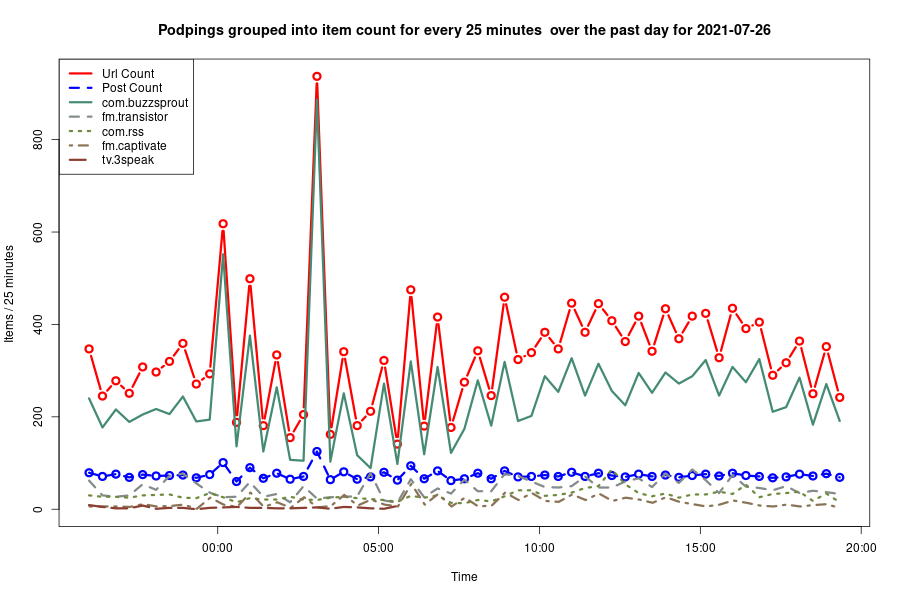 Podpings grouped into item count for every 25 minutes  over the past day for 2021-07-26
Url Count
Post Count
com.buzzsprout
fm.transistor
com.rss
fm.captivate
tv.3speak
Items / 25 minutes
800
600
400
200
0
00:00
05:00
10:00
15:00
20:00
Time